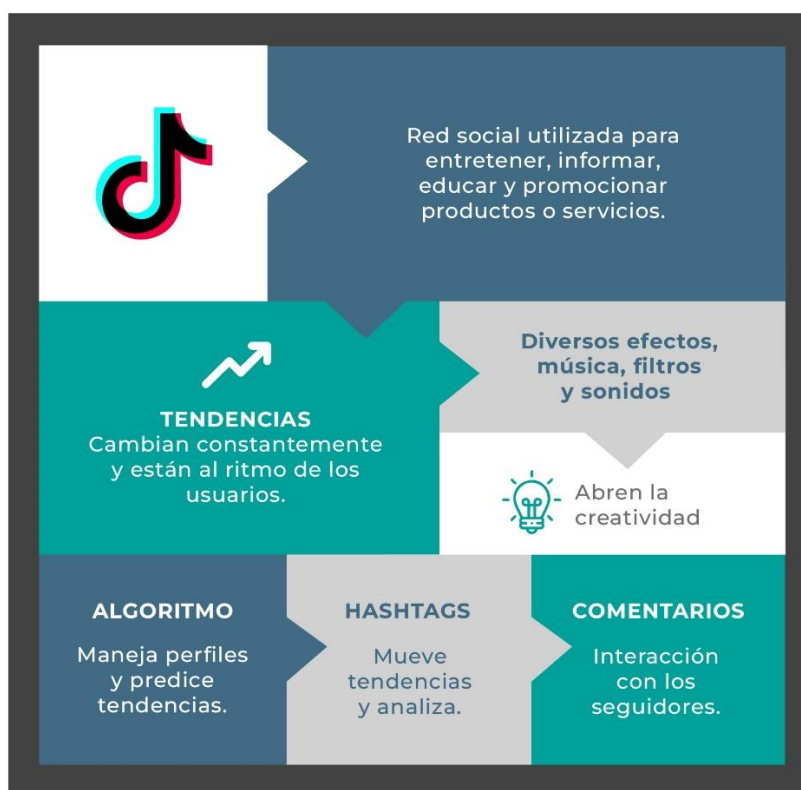 Red social utilizada para
entretener, informar,
educar y promocionar
productos o servicios.
TENDENCIAS
Cambian constantemente
y están al ritmo de los
usuarios.
Diversos efectos,
música, filtros
y sonidos
Abren la
creatividad
ALGORITMO
Maneja perfiles
y predice
tendencias.
HASHTAGS
Mueve
tendencias
y analiza.
COMENTARIOS
Interacción
con los
seguidores.